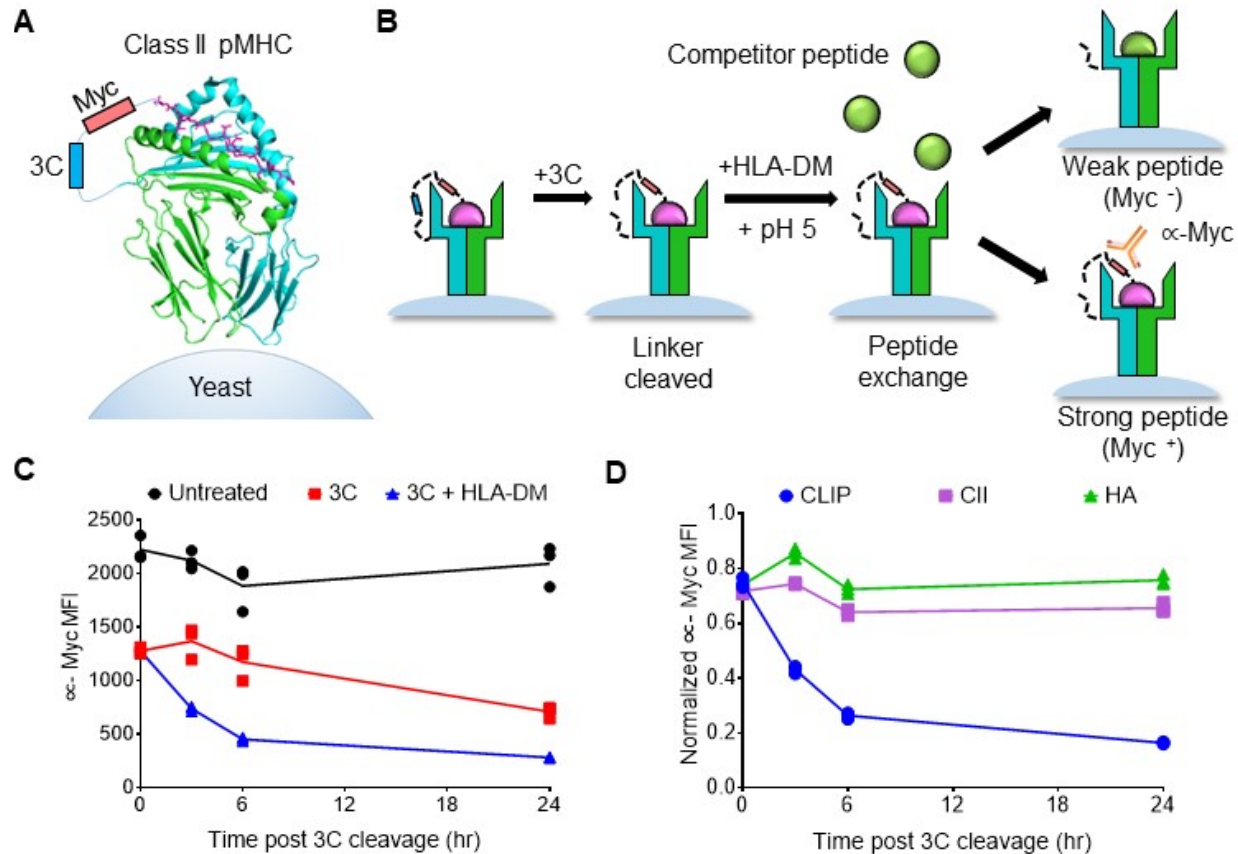 A
Class II pMHC
Myc
3C
Yeast
B
Competitor peptide
+3C
+HLA-DM
+ pH 5
Linker
cleaved
Peptide
exchange
Weak peptide
(Myc -)
∝-Myc
Strong peptide
(Myc +)
C
Untreated 3C 3C + HLA-DM
∝- Myc MFI
2500
2000
1500
1000
500
0
0 6 12 18 24
Time post 3C cleavage (hr)
D
CLIP CII HA
Normalized ∝- Myc MFI
1.0
0.8
0.6
0.4
0.2
0.0
0 6 12 18 24
Time post 3C cleavage (hr)